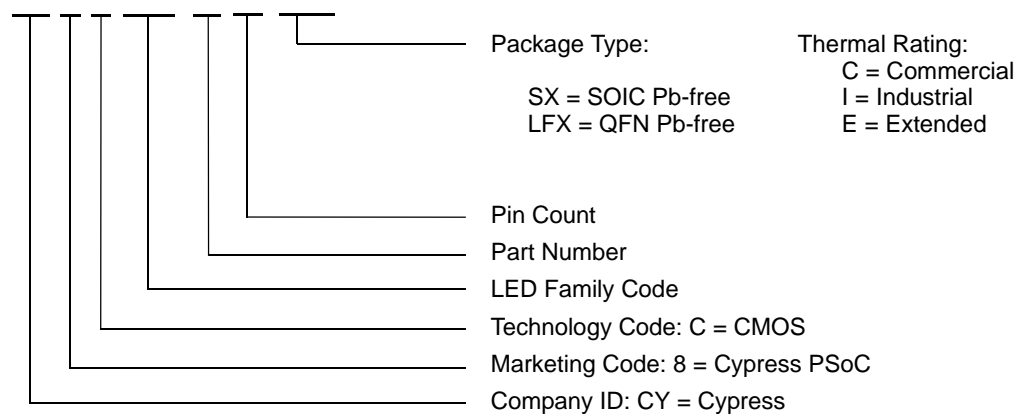 Package Type:
Thermal Rating:
C = Commercial
SX = SOIC Pb-free
I = Industrial
LFX = QFN Pb-free
E = Extended
Pin Count
Part Number
LED Family Code
Technology Code: C = CMOS
Marketing Code: 8 = Cypress PSoC
Company ID: CY = Cypress